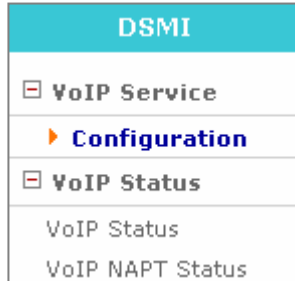 DSMI
VoIP Service
Configuration
VoIP Status
VoIP Status
VoIP NAPT Status